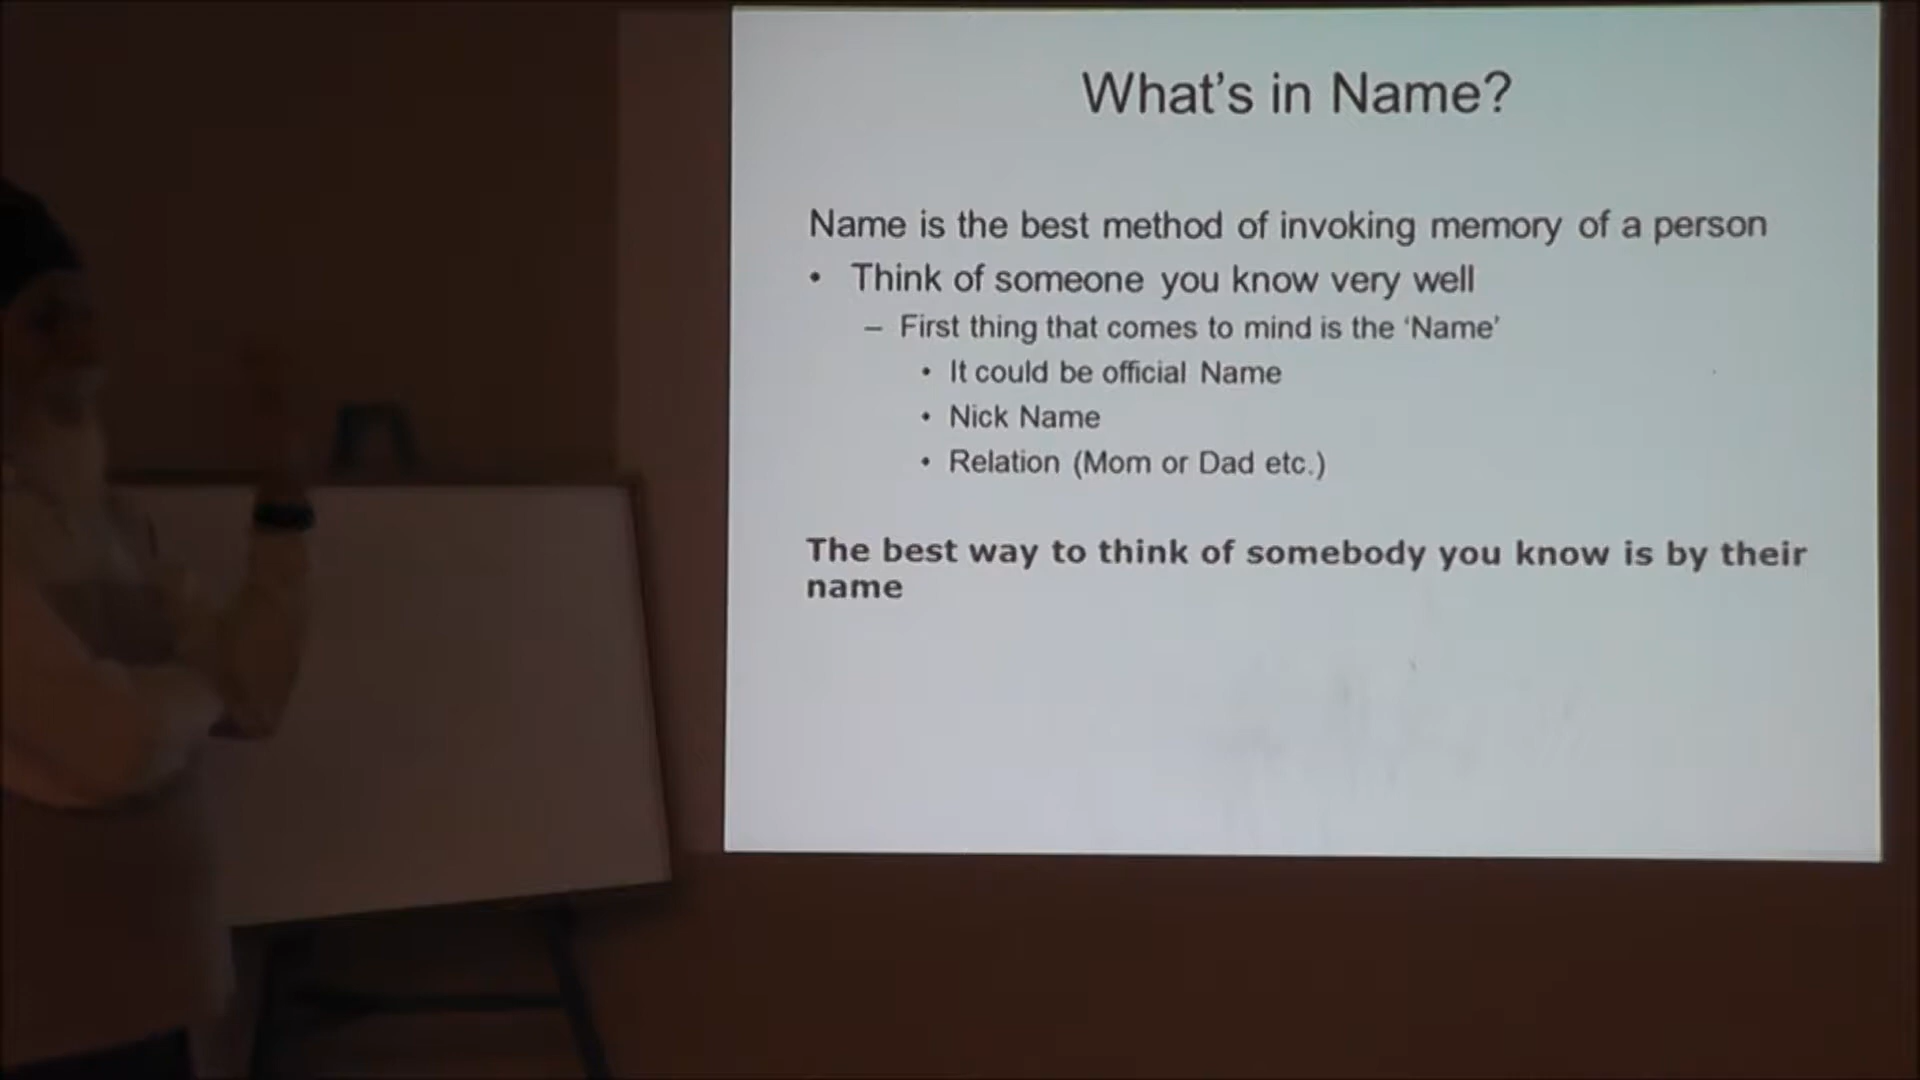 What's in Name?
Name is the best method of invoking memory of a person
• Think of someone you know very well
– First thing that comes to mind is the ‘Name’
• It could be official Name
• Nick Name
• Relation (Mom or Dad etc.)
The best way to think of somebody you know is by their
name